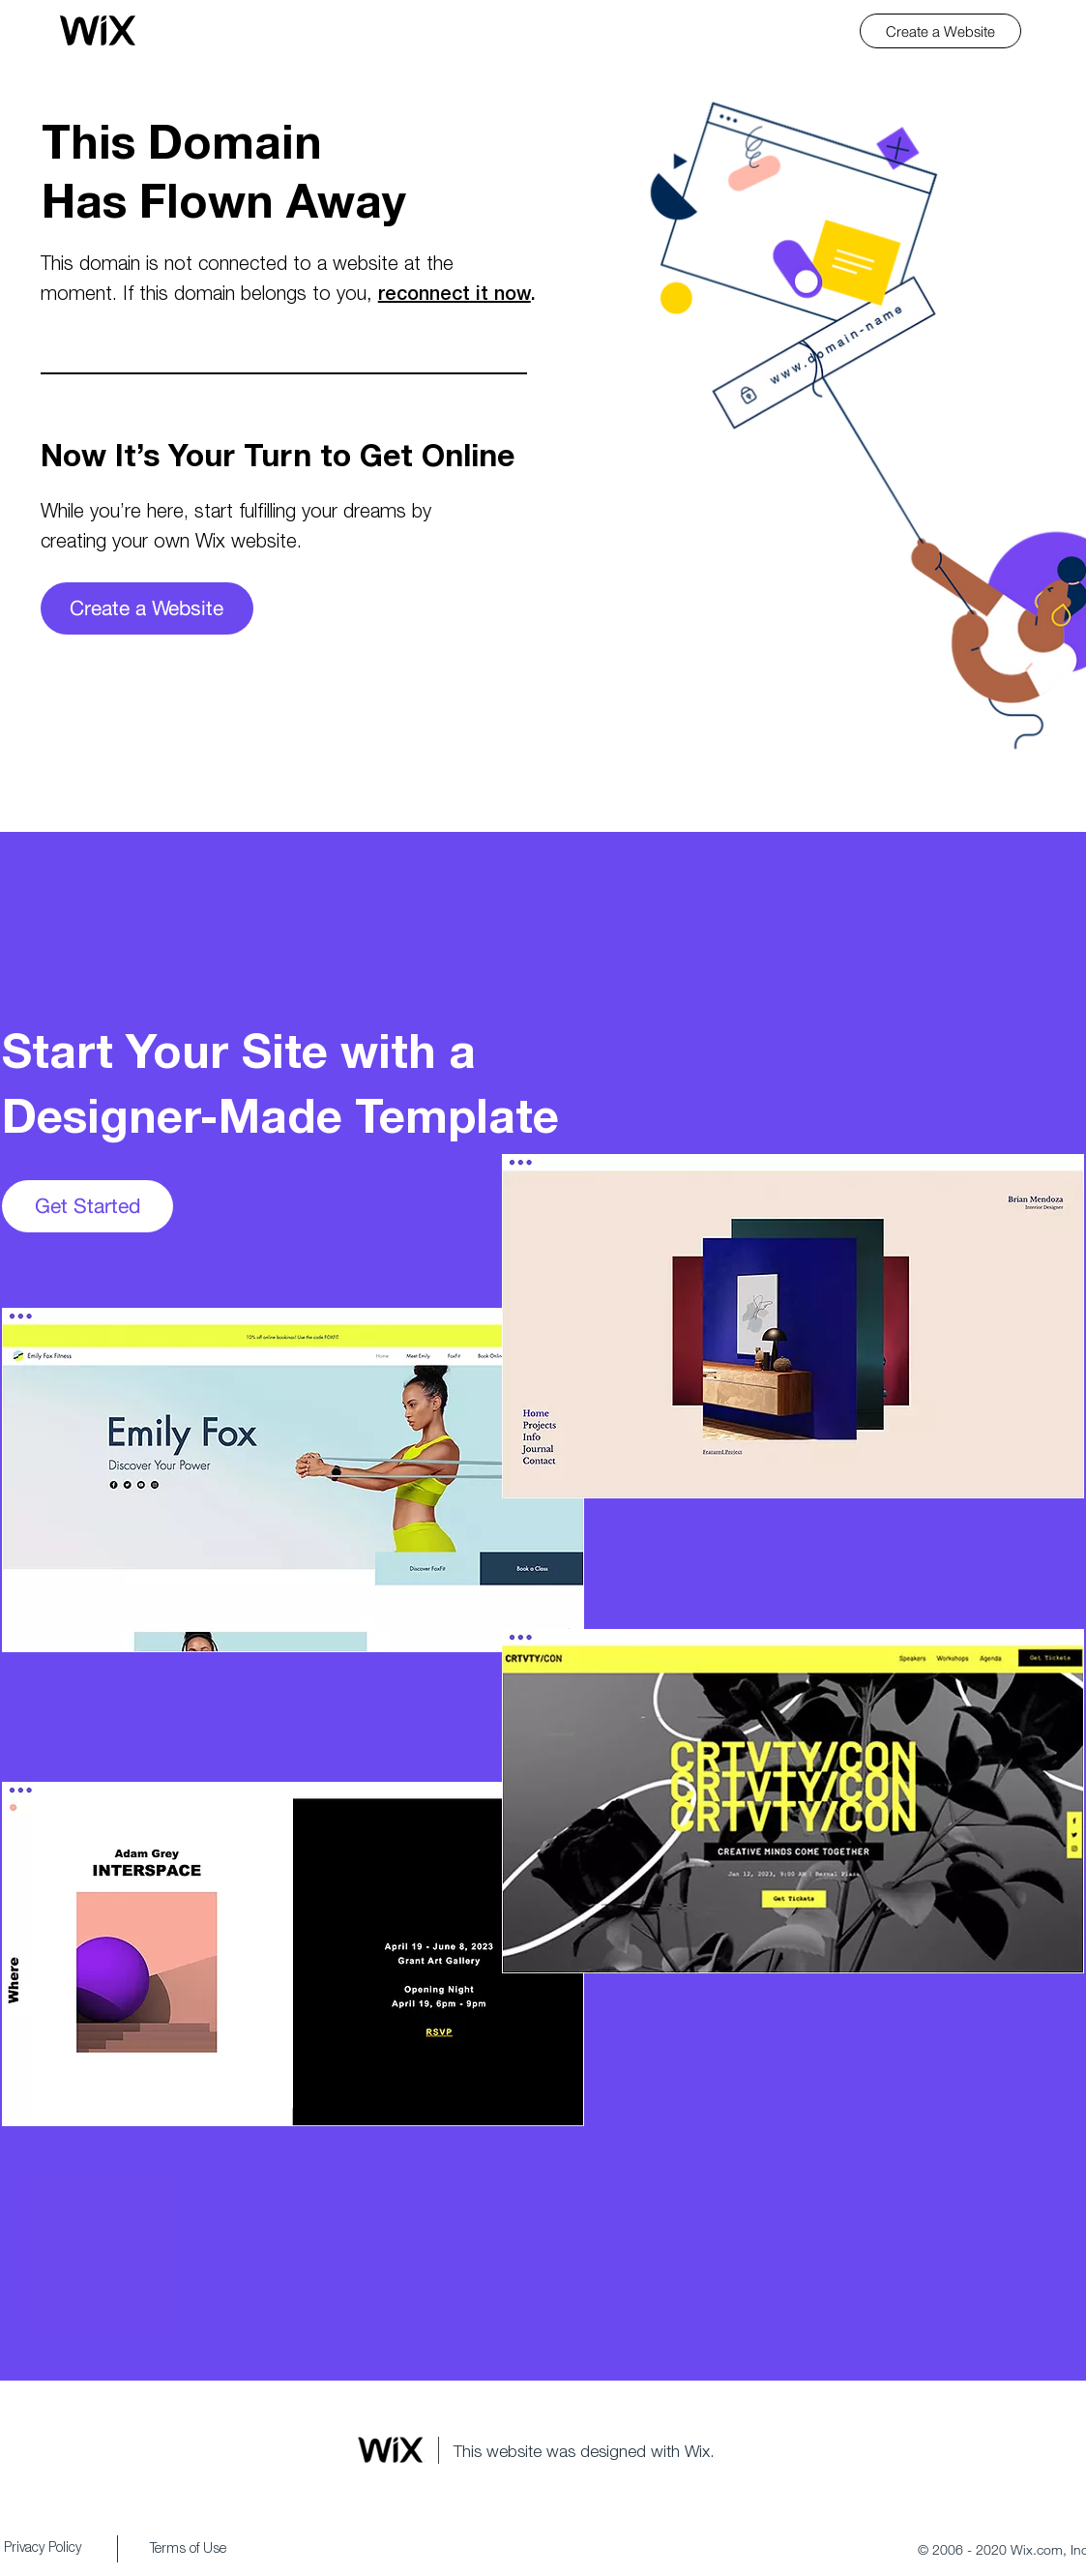 WiX
Create a Website
This Domain
Has Flown Away
This domain is not connected to a website at the
moment. If this domain belongs to you, reconnect it now.
www.domain-name
Now It’s Your Turn to Get Online
While you’re here, start fulfilling your dreams by
creating your own Wix website.
Create a Website
Start Your Site with a
Designer-Made Template
Get Started
Brian Mendoza
Interior Designer
Home
Projects
Info
Journal
Contact
Featured Project
10% off online bookings! Use the code FOXFIT
Emily Fox Fitness
Home Meet Emily FoxFit Book Onlin
Emily Fox
Discover Your Power
Discover FoxFit
Book a Class
CRTVTY/CON
Speakers Workshops Agenda Get Tickets
CRTVTY/CON
CRTVTY/CON
CRTVTY/CON
CREATIVE MINDS COME TOGETHER
Jan 12, 2023, 9:00 AM | Bernal Plaza
Get Tickets
Adam Grey
INTERSPACE
Where
April 19 - June 8, 2023
Grant Art Gallery
Opening Night
April 19, 6pm - 9pm
RSVP
WiX
This website was designed with Wix.
Privacy Policy
Terms of Use
© 2006 - 2020 Wix.com, Inc